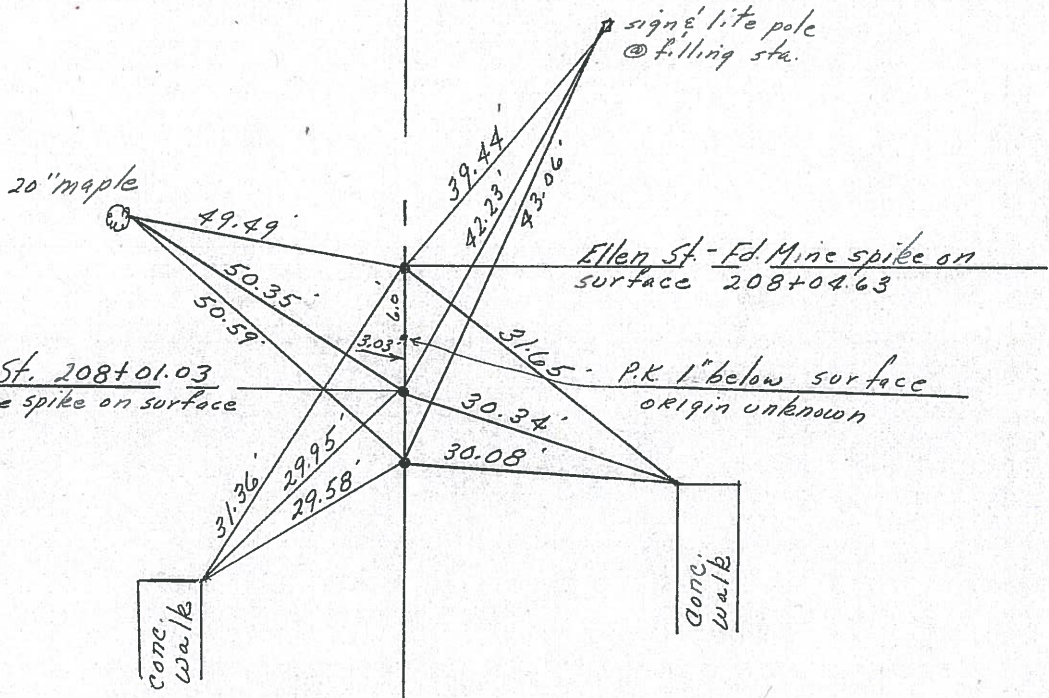 sign & lite pole
@ filling sta.
20" maple
39.44'
42.23'
43.06'
49.49'
50.35'
50.59'
Ellen St. - Fd. Mine spike on
surface 208+04.63
3.03'
31.65'
St. 208+01.03
spike on surface
P.K. 1" below surface
origin unknown
30.34'
30.08'
31.36'
29.95'
29.58'
conc.
walk
conc.
walk